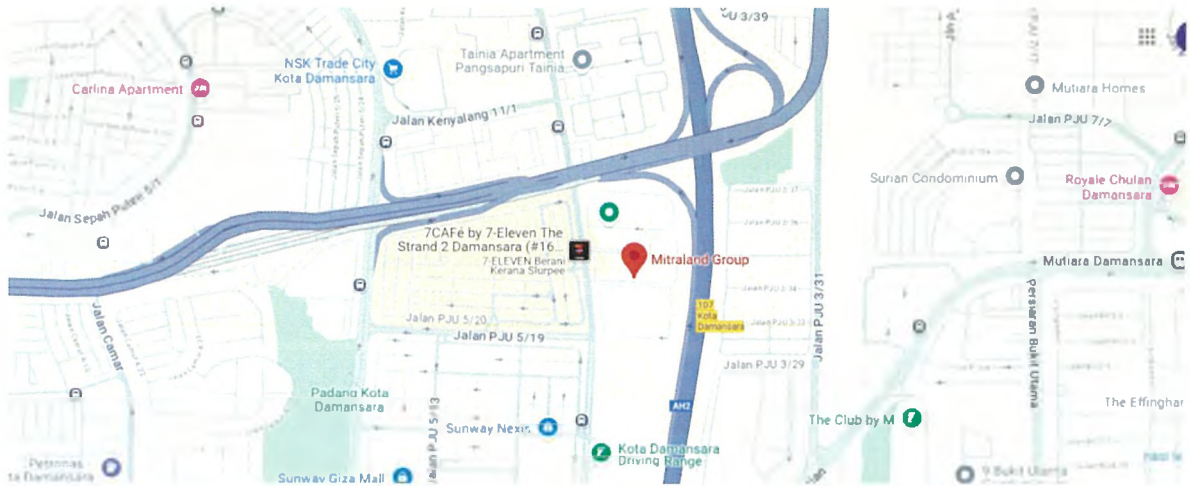 PJU 3/39
NSK Trade City
Kota Damansara
Tainia Apartment
Pangsapuri Tainia
Carlina Apartment
Mutiara Homes
Jalan Kenyalang 11/1
Jalan PJU 7/7
Surian Condominium
Royale Chulan
Damansara
Jalan Sepah Puteri 5/1
7CAFé by 7-Eleven The
Strand 2 Damansara (#16...
7-ELEVEN Berani
Kerana Slurpee
Mitraland Group
Mutiara Damansara
107
Kota
Damansara
Jalan PJU 3/31
Persiaran Bukit Utama
Jalan Camar
Jalan PJU 5/20
Jalan PJU 5/19
Jalan PJU 3/29
Padang Kota
Damansara
AH2
The Effingham
Jalan PJU 5/13
Sunway Nexis
The Club by M
Kota Damansara
Driving Range
Petronas
ta Damansara
Sunway Giza Mall
9 Bukit Utama